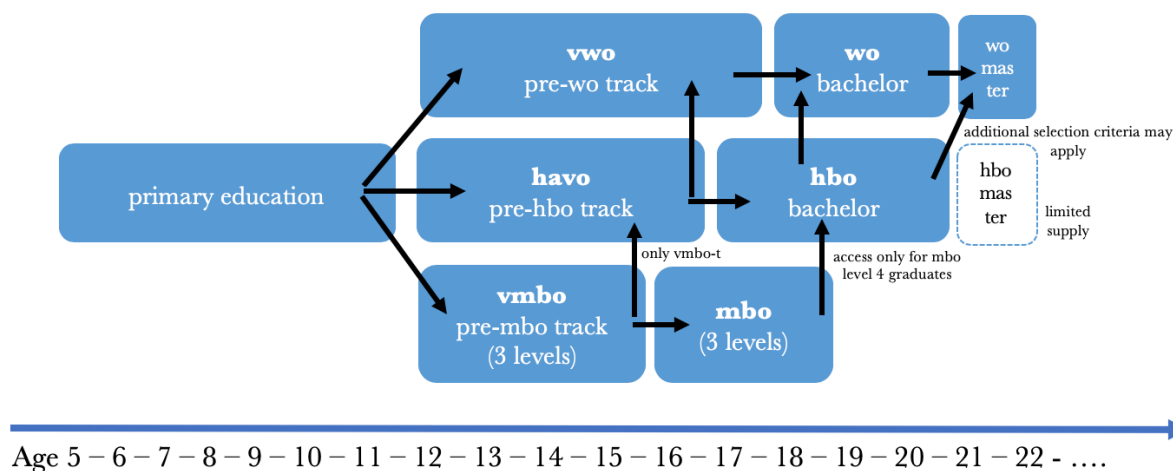 vwo
pre-wo track
wo
bachelor
wo
mas
ter
additional selection criteria may
apply
primary education
havo
pre-hbo track
hbo
bachelor
hbo
mas
ter
limited
supply
only vmbo-t
access only for mbo
level 4 graduates
vmbo
pre-mbo track
(3 levels)
mbo
(3 levels)
Age 5 – 6 – 7 – 8 – 9 – 10 – 11 – 12 – 13 – 14 – 15 – 16 – 17 – 18 – 19 – 20 – 21 – 22 - ….